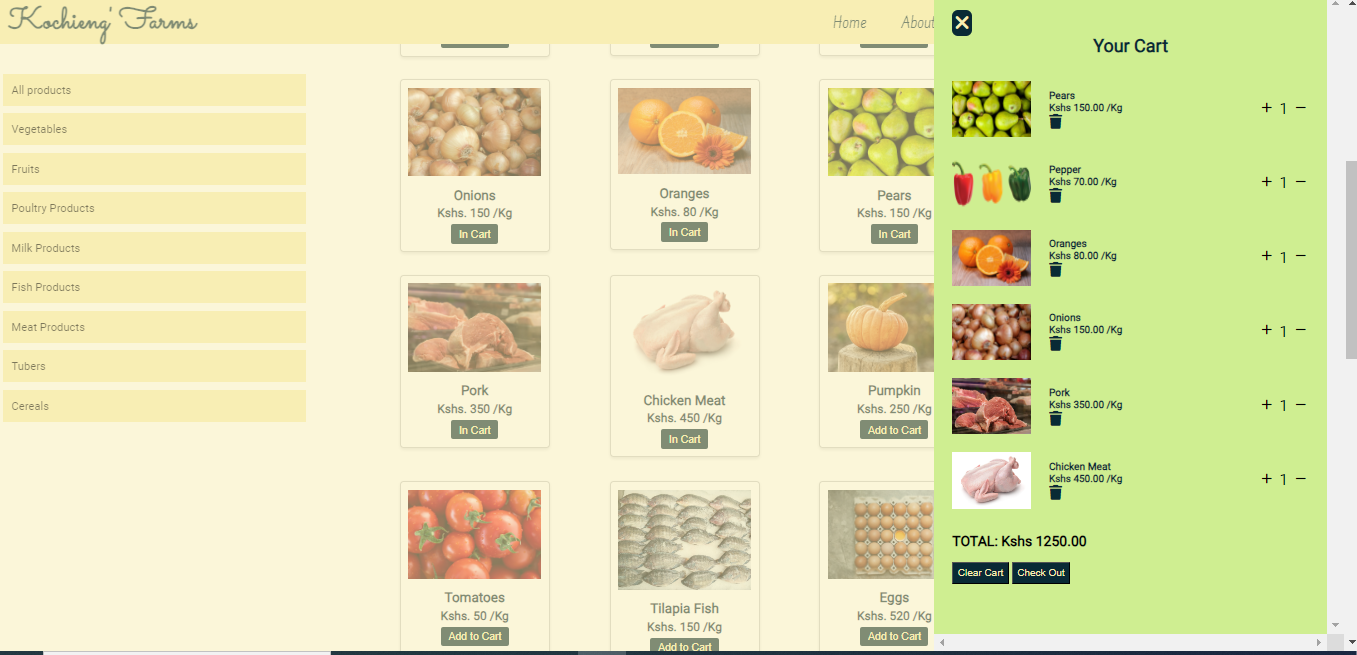 Kochieng' Farms
Home
About
All products
Vegetables
Fruits
Poultry Products
Milk Products
Fish Products
Meat Products
Tubers
Cereals
Onions
Kshs. 150 /Kg
In Cart
Oranges
Kshs. 80 /Kg
In Cart
Pears
Kshs. 150 /Kg
In Cart
Pork
Kshs. 350 /Kg
In Cart
Chicken Meat
Kshs. 450 /Kg
In Cart
Pumpkin
Kshs. 250 /Kg
Add to Cart
Tomatoes
Kshs. 50 /Kg
Add to Cart
Tilapia Fish
Kshs. 150 /Kg
Add to Cart
Eggs
Kshs. 520 /Kg
Add to Cart
Your Cart
Pears
Kshs 150.00 /Kg
+ 1 −
Pepper
Kshs 70.00 /Kg
+ 1 −
Oranges
Kshs 80.00 /Kg
+ 1 −
Onions
Kshs 150.00 /Kg
+ 1 −
Pork
Kshs 350.00 /Kg
+ 1 −
Chicken Meat
Kshs 450.00 /Kg
+ 1 −
TOTAL: Kshs 1250.00
Clear Cart
Check Out